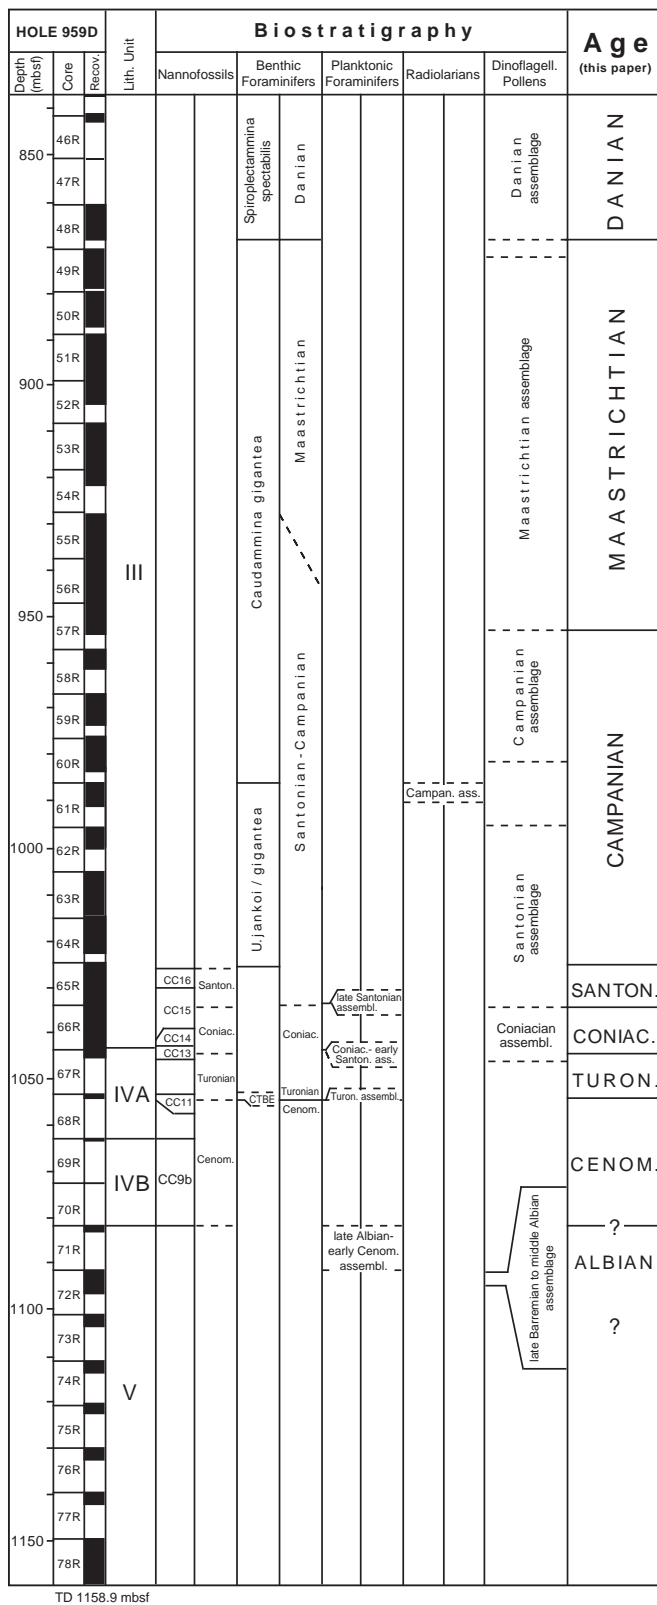 HOLE 959D
Biostratigraphy
Age
(this paper)
Depth
(mbsf)
Core
Recov.
Lith. Unit
Nannofossils
Benthic
Foraminifers
Planktonic
Foraminifers
Radiolarians
Dinoflagell.
Pollens
850
900
950
1000
1050
1100
1150
46R
47R
48R
49R
50R
51R
52R
53R
54R
55R
56R
57R
58R
59R
60R
61R
62R
63R
64R
65R
66R
67R
68R
69R
70R
71R
72R
73R
74R
75R
76R
77R
78R
III
IVA
IVB
V
CC16
CC15
CC14
CC13
CC11
CC9b
Santon.
Coniac.
Turonian
Cenom.
Spiroplectammina
spectabilis
Caudammina gigantea
U.jankoi / gigantea
CTBE
Danian
Maastrichtian
Santonian-Campanian
Coniac.
Turonian
Cenom.
late Santonian
assembl.
Coniac.- early
Santon. ass.
Turon. assembl.
late Albian-
early Cenom.
assembl.
Campan. ass.
Danian
assemblage
Maastrichtian assemblage
Campanian
assemblage
Santonian
assemblage
Coniacian
assembl.
late Barremian to middle Albian
assemblage
DANIAN
MAASTRICHTIAN
CAMPANIAN
SANTON.
CONIAC.
TURON.
CENOM.
?
ALBIAN
?
TD 1158.9 mbsf